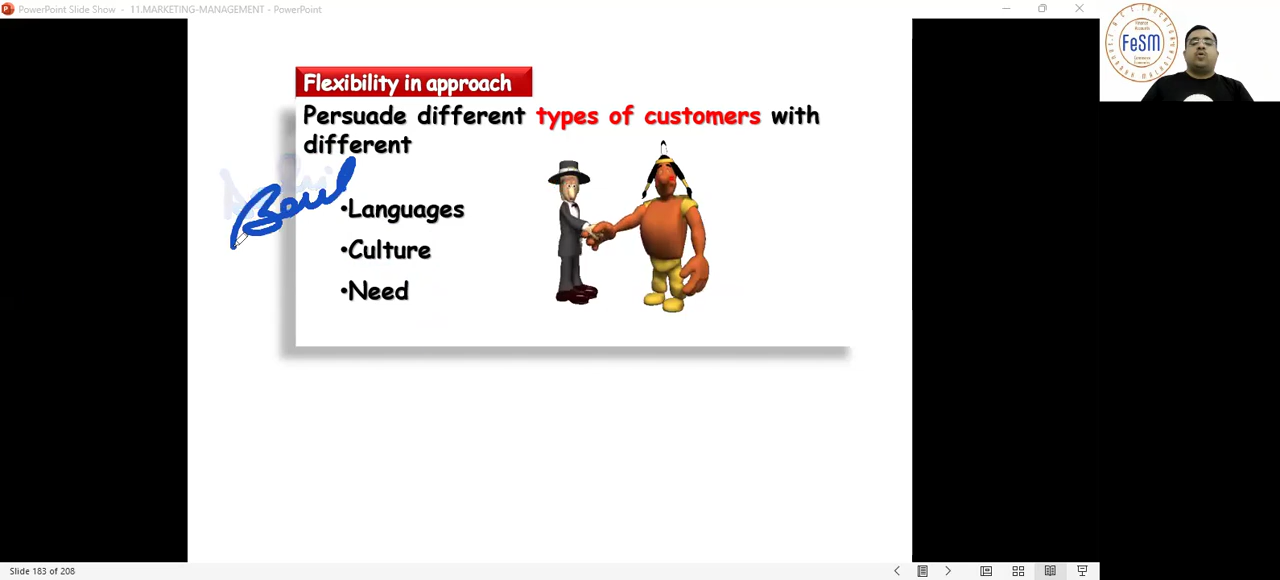 PowerPoint Slide Show - 11.MARKETING-MANAGEMENT - PowerPoint
FeSM
Flexibility in approach
Persuade different types of customers with
different
•Languages
•Culture
•Need
Slide 183 of 208